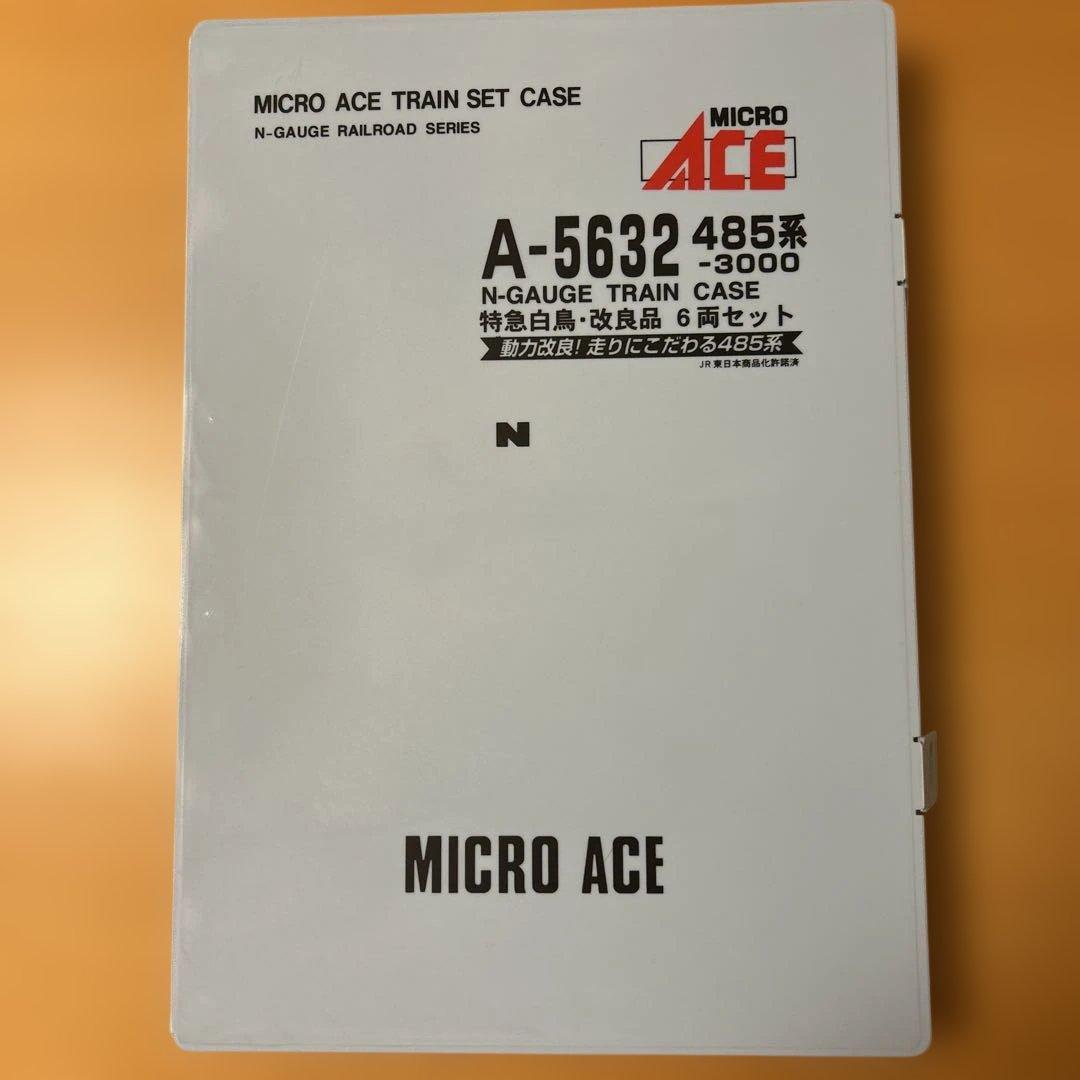 MICRO ACE TRAIN SET CASE
N-GAUGE RAILROAD SERIES
MICRO
ACE
A-5632 485系
-3000
N-GAUGE TRAIN CASE
特急白鳥・改良品 6両セット
動力改良!走りにこだわる485系
JR東日本商品化許諾済
N
MICRO ACE